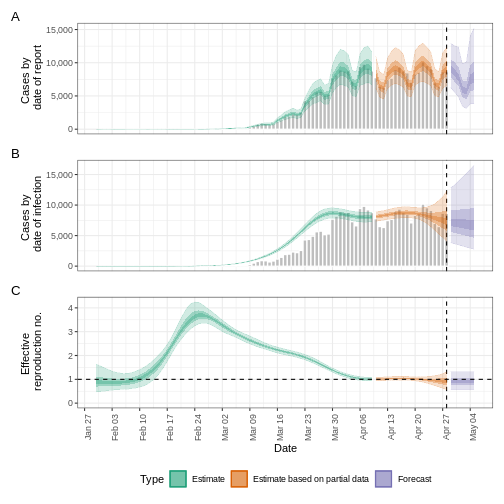 A
15,000
10,000
5,000
0
Cases by
date of report
B
15,000
10,000
5,000
0
Cases by
date of infection
C
4
3
2
1
0
Effective
reproduction no.
Jan 27
Feb 03
Feb 10
Feb 17
Feb 24
Mar 02
Mar 09
Mar 16
Mar 23
Mar 30
Apr 06
Apr 13
Apr 20
Apr 27
May 04
Date
Type Estimate Estimate based on partial data Forecast